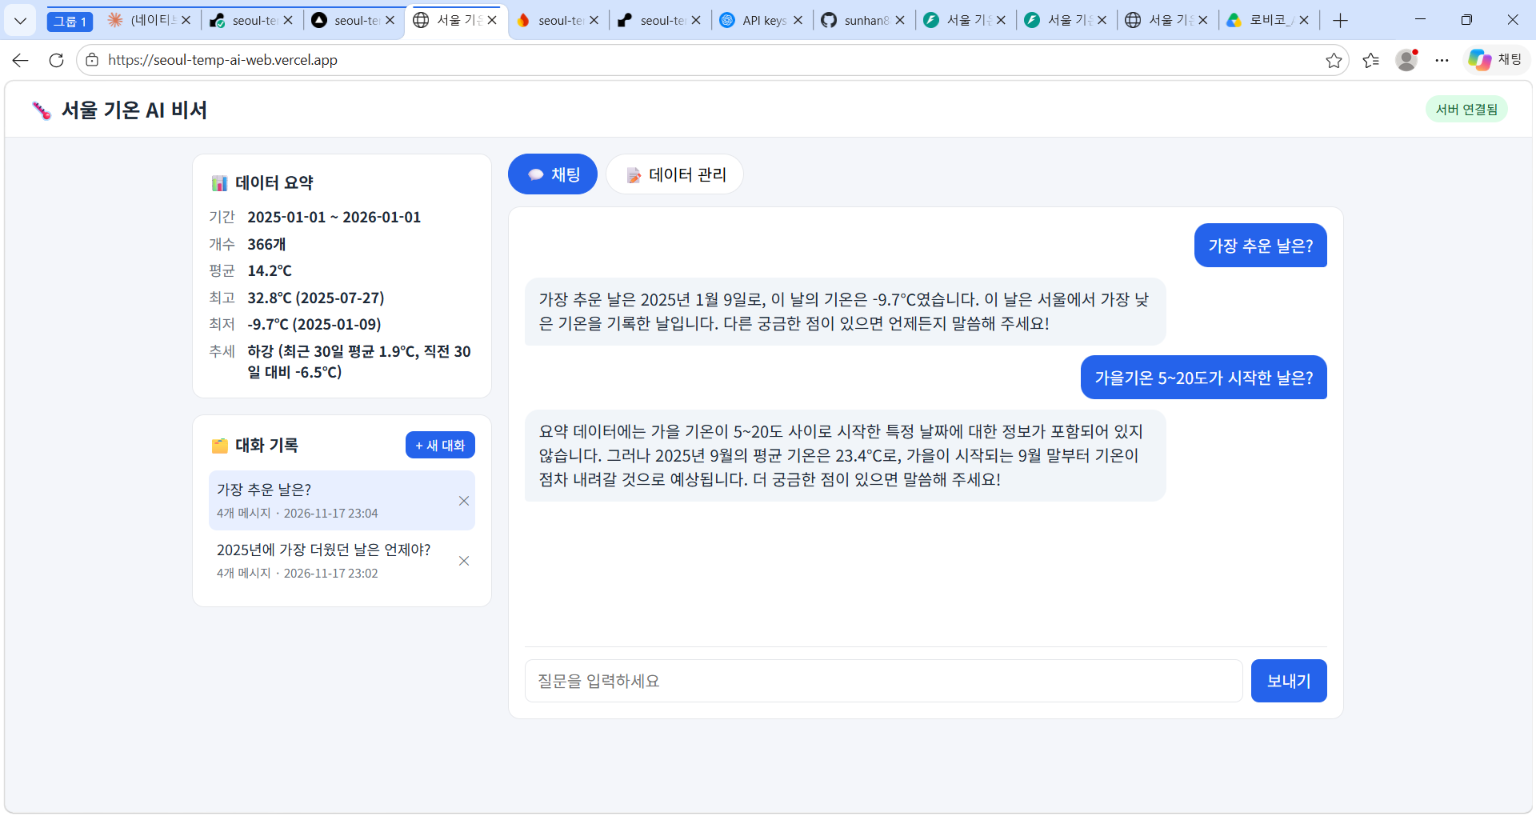 그룹 1
(네이티브
seoul-te
seoul-te
서울 기온
seoul-te
seoul-te
API keys
sunhan8
서울 기온
서울 기온
서울 기온
로비코_
https://seoul-temp-ai-web.vercel.app
채팅
서울 기온 AI 비서
서버 연결됨
데이터 요약
기간 2025-01-01 ~ 2026-01-01
개수 366개
평균 14.2℃
최고 32.8℃ (2025-07-27)
최저 -9.7℃ (2025-01-09)
추세 하강 (최근 30일 평균 1.9℃, 직전 30
일 대비 -6.5℃)
대화 기록
+ 새 대화
가장 추운 날은?
4개 메시지 · 2026-11-17 23:04
2025년에 가장 더웠던 날은 언제야?
4개 메시지 · 2026-11-17 23:02
채팅
데이터 관리
가장 추운 날은?
가장 추운 날은 2025년 1월 9일로, 이 날의 기온은 -9.7℃였습니다. 이 날은 서울에서 가장 낮
은 기온을 기록한 날입니다. 다른 궁금한 점이 있으면 언제든지 말씀해 주세요!
가을기온 5~20도가 시작한 날은?
요약 데이터에는 가을 기온이 5~20도 사이로 시작한 특정 날짜에 대한 정보가 포함되어 있지
않습니다. 그러나 2025년 9월의 평균 기온은 23.4℃로, 가을이 시작되는 9월 말부터 기온이
점차 내려갈 것으로 예상됩니다. 더 궁금한 점이 있으면 말씀해 주세요!
질문을 입력하세요
보내기